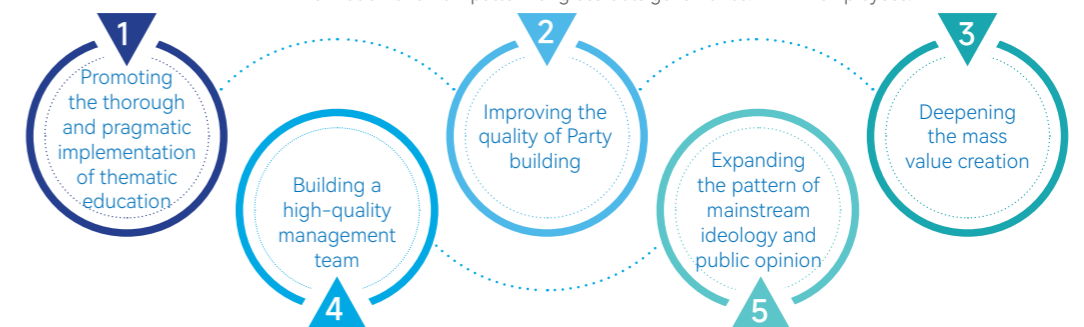 1
Promoting
the thorough
and pragmatic
implementation
of thematic
education
2
Improving the
quality of Party
building
3
Deepening
the mass
value creation
Building a
high-quality
management
team
4
Expanding
the pattern of
mainstream
ideology and
public opinion
5